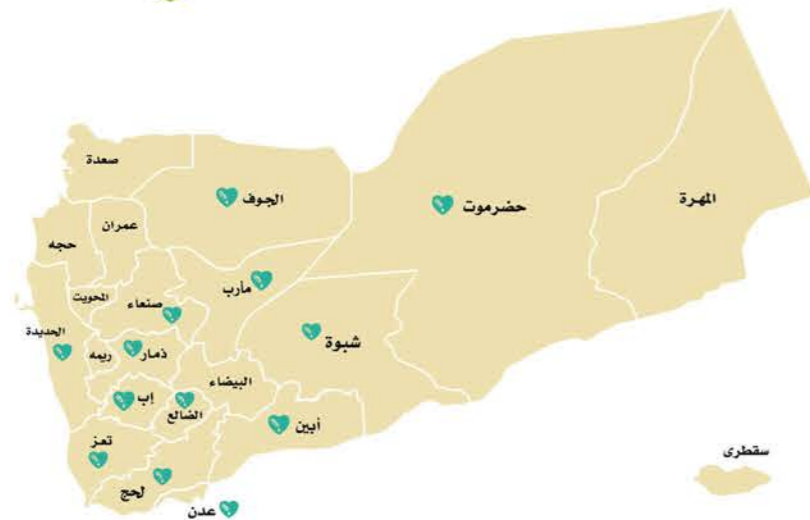 صعدة
الجوف
حضرموت
المهرة
عمران
حجه
المحويت
صنعاء
مأرب
الحديدة
ريمه
ذمار
شبوة
البيضاء
إب
الضالع
أبين
تعز
لحج
عدن
سقطرى